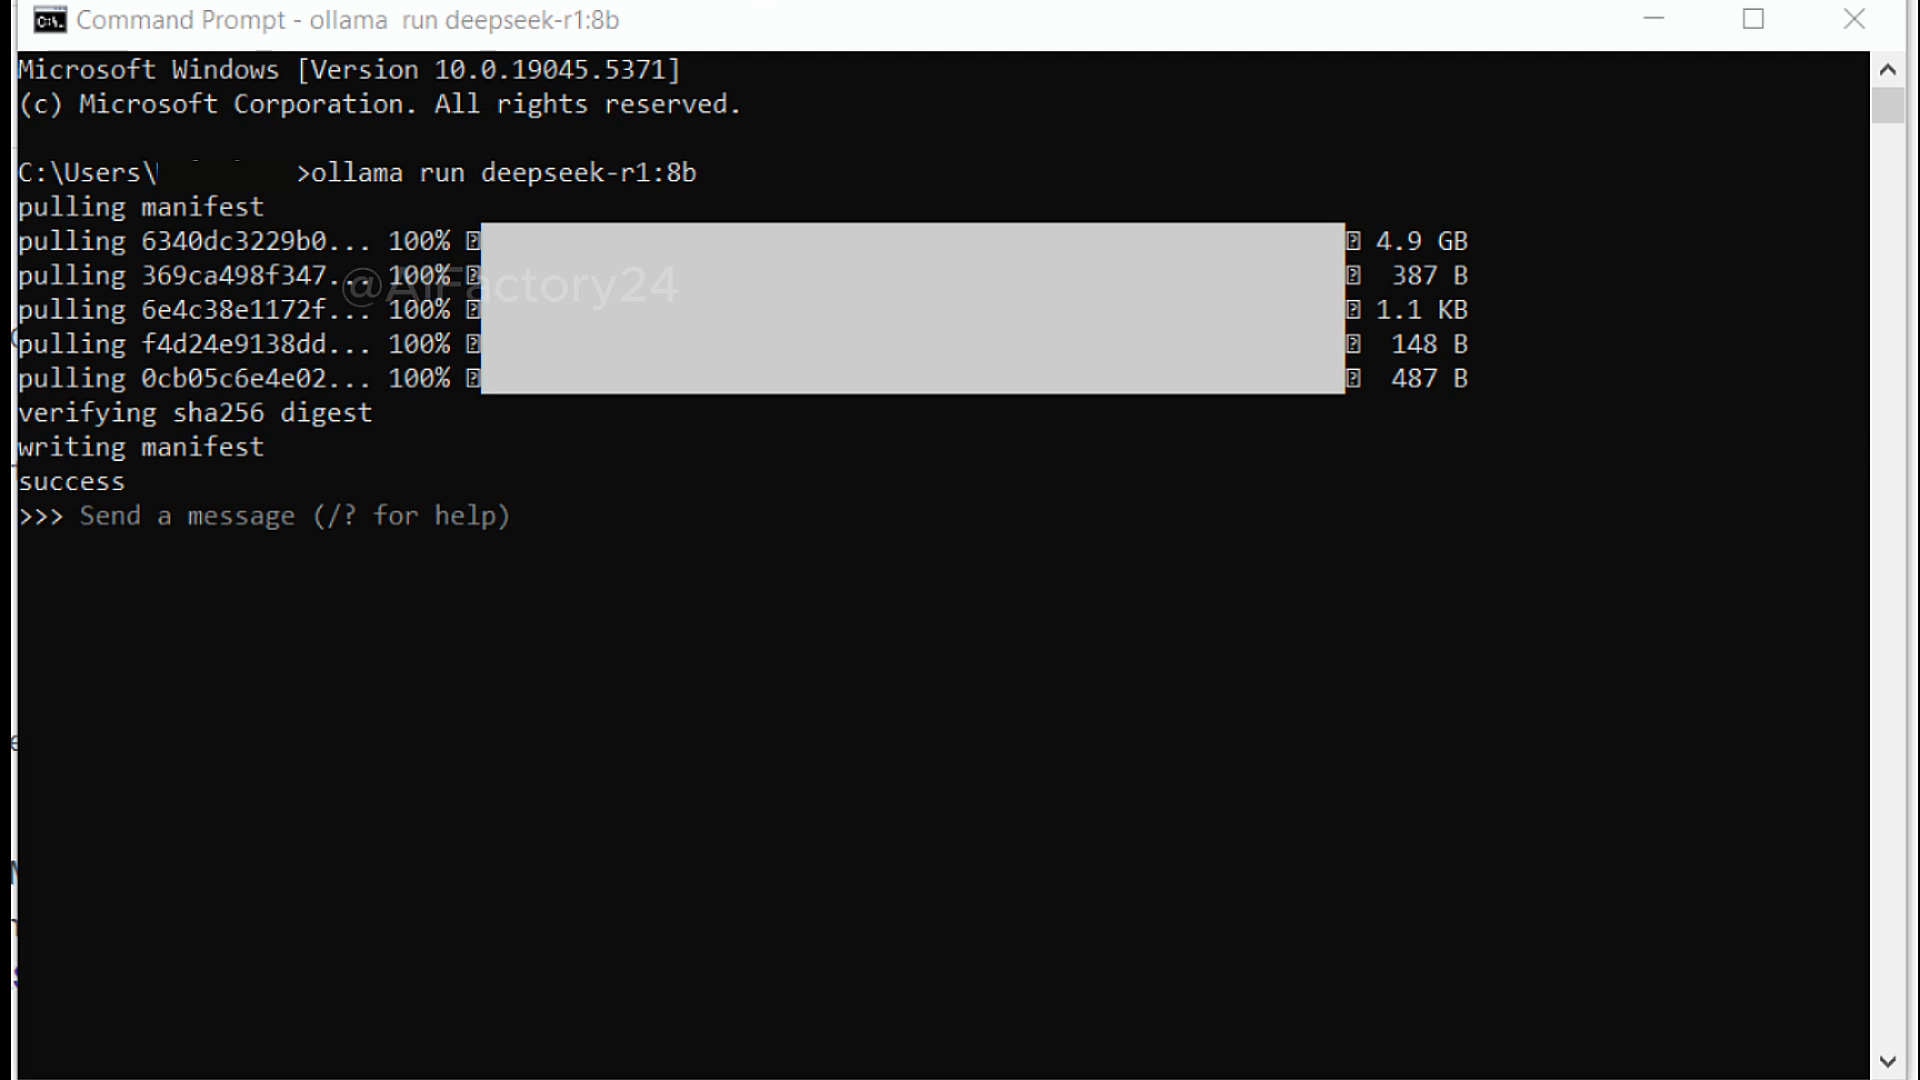 Command Prompt - ollama  run deepseek-r1:8b
Microsoft Windows [Version 10.0.19045.5371]
(c) Microsoft Corporation. All rights reserved.
C:\Users\ >ollama run deepseek-r1:8b
pulling manifest
pulling 6340dc3229b0... 100% 4.9 GB
pulling 369ca498f347... 100% 387 B
pulling 6e4c38e1172f... 100% 1.1 KB
pulling f4d24e9138dd... 100% 148 B
pulling 0cb05c6e4e02... 100% 487 B
@AIFactory24
verifying sha256 digest
writing manifest
success
>>> Send a message (/? for help)